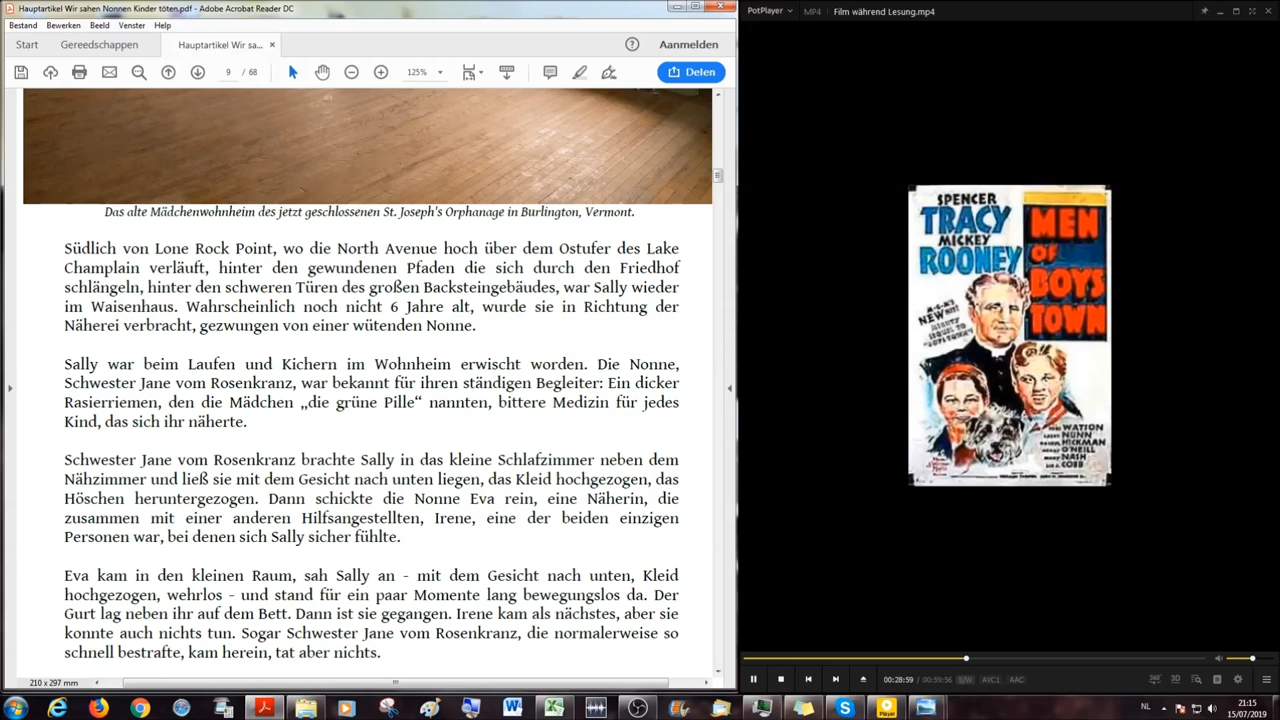 Hauptartikel Wir sahen Nonnen Kinder töten.pdf - Adobe Acrobat Reader DC
Bestand Bewerken Beeld Venster Help
Start Gereedschappen Hauptartikel Wir sa... × Aanmelden
9 / 68 125% Delen
Das alte Mädchenwohnheim des jetzt geschlossenen St. Joseph's Orphanage in Burlington, Vermont.
Südlich von Lone Rock Point, wo die North Avenue hoch über dem Ostufer des Lake
Champlain verläuft, hinter den gewundenen Pfaden die sich durch den Friedhof
schlängeln, hinter den schweren Türen des großen Backsteingebäudes, war Sally wieder
im Waisenhaus. Wahrscheinlich noch nicht 6 Jahre alt, wurde sie in Richtung der
Näherei verbracht, gezwungen von einer wütenden Nonne.
Sally war beim Laufen und Kichern im Wohnheim erwischt worden. Die Nonne,
Schwester Jane vom Rosenkranz, war bekannt für ihren ständigen Begleiter: Ein dicker
Rasierriemen, den die Mädchen „die grüne Pille“ nannten, bittere Medizin für jedes
Kind, das sich ihr näherte.
Schwester Jane vom Rosenkranz brachte Sally in das kleine Schlafzimmer neben dem
Nähzimmer und ließ sie mit dem Gesicht nach unten liegen, das Kleid hochgezogen, das
Höschen heruntergezogen. Dann schickte die Nonne Eva rein, eine Näherin, die
zusammen mit einer anderen Hilfsangestellten, Irene, eine der beiden einzigen
Personen war, bei denen sich Sally sicher fühlte.
Eva kam in den kleinen Raum, sah Sally an - mit dem Gesicht nach unten, Kleid
hochgezogen, wehrlos - und stand für ein paar Momente lang bewegungslos da. Der
Gurt lag neben ihr auf dem Bett. Dann ist sie gegangen. Irene kam als nächstes, aber sie
konnte auch nichts tun. Sogar Schwester Jane vom Rosenkranz, die normalerweise so
schnell bestrafte, kam herein, tat aber nichts.
210 x 297 mm
PotPlayer MP4 Film während Lesung.mp4
SPENCER
TRACY
MICKEY
ROONEY
MEN
OF
BOYS
TOWN
WATSON
NUNN
HICKMAN
O'NEILL
NASH
COBB
00:28:59 / 00:59:56 S/W AVC1 AAC
3D
NL 21:15
15/07/2019